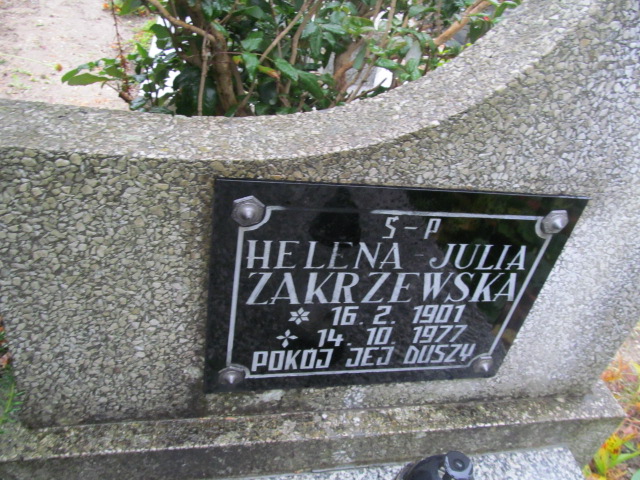 Ś-P
HELENA JULIA
ZAKRZEWSKA
16.2.1901
14.10.1977
POKÓJ JEJ DUSZY